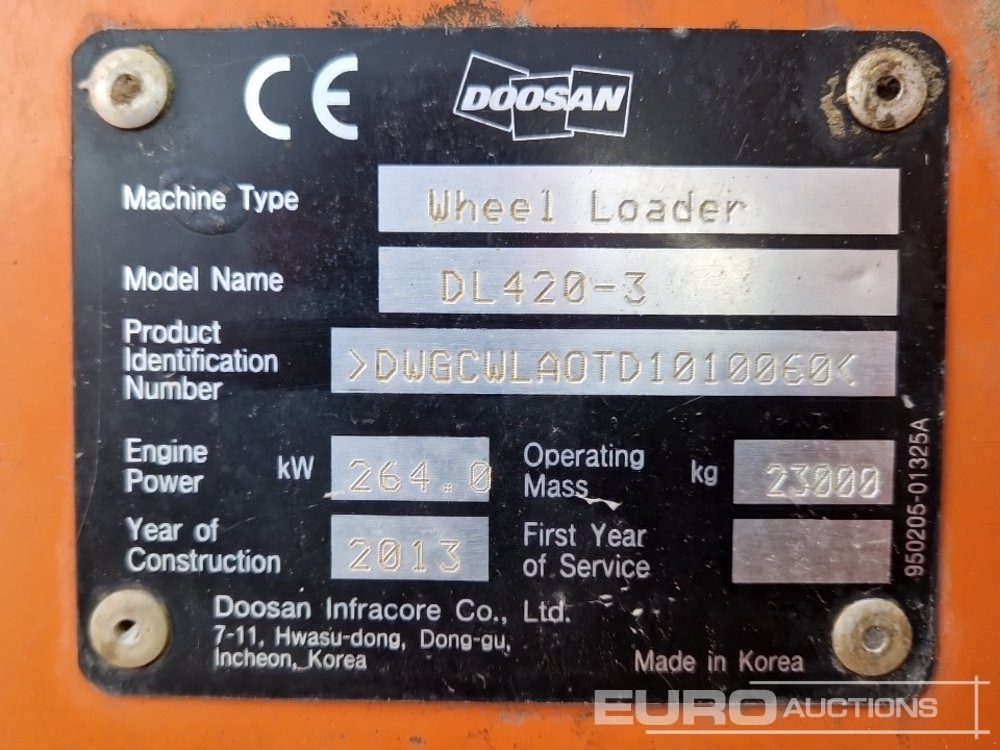 CE DOOSAN
Machine Type Wheel Loader
Model Name DL420-3
Product
Identification
Number >DWGCWLAOTD1010060<
Engine
Power kW 264.0
Operating
Mass kg 23000
Year of
Construction 2013
First Year
of Service
950205-01325A
Doosan Infracore Co., Ltd.
7-11, Hwasu-dong, Dong-gu,
Incheon, Korea
Made in Korea
EURO AUCTIONS